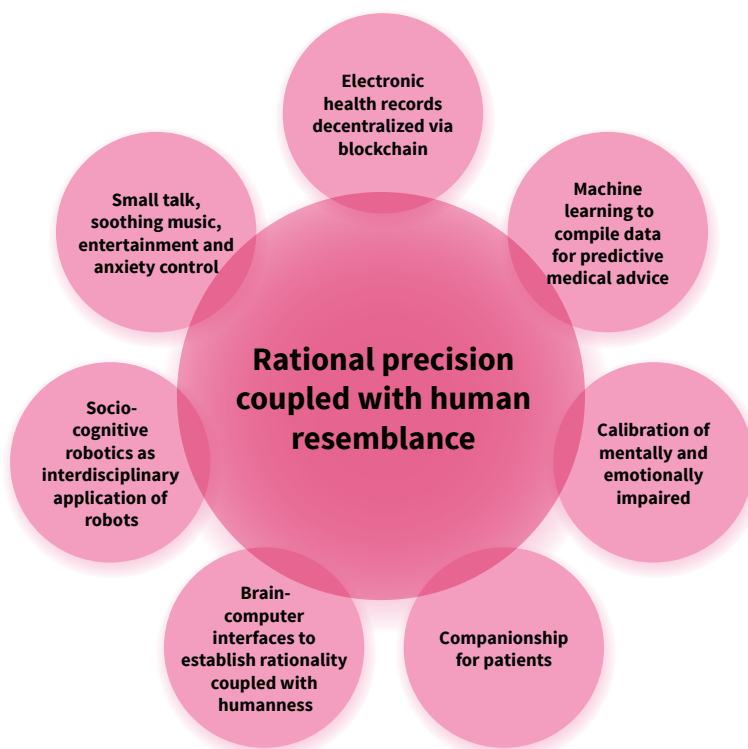 Electronic
health records
decentralized via
blockchain
Machine
learning to
compile data
for predictive
medical advice
Calibration of
mentally and
emotionally
impaired
Companionship
for patients
Brain-
computer
interfaces to
establish rationality
coupled with
humanness
Socio-
cognitive
robotics as
interdisciplinary
application of
robots
Small talk,
soothing music,
entertainment and
anxiety control
Rational precision
coupled with human
resemblance